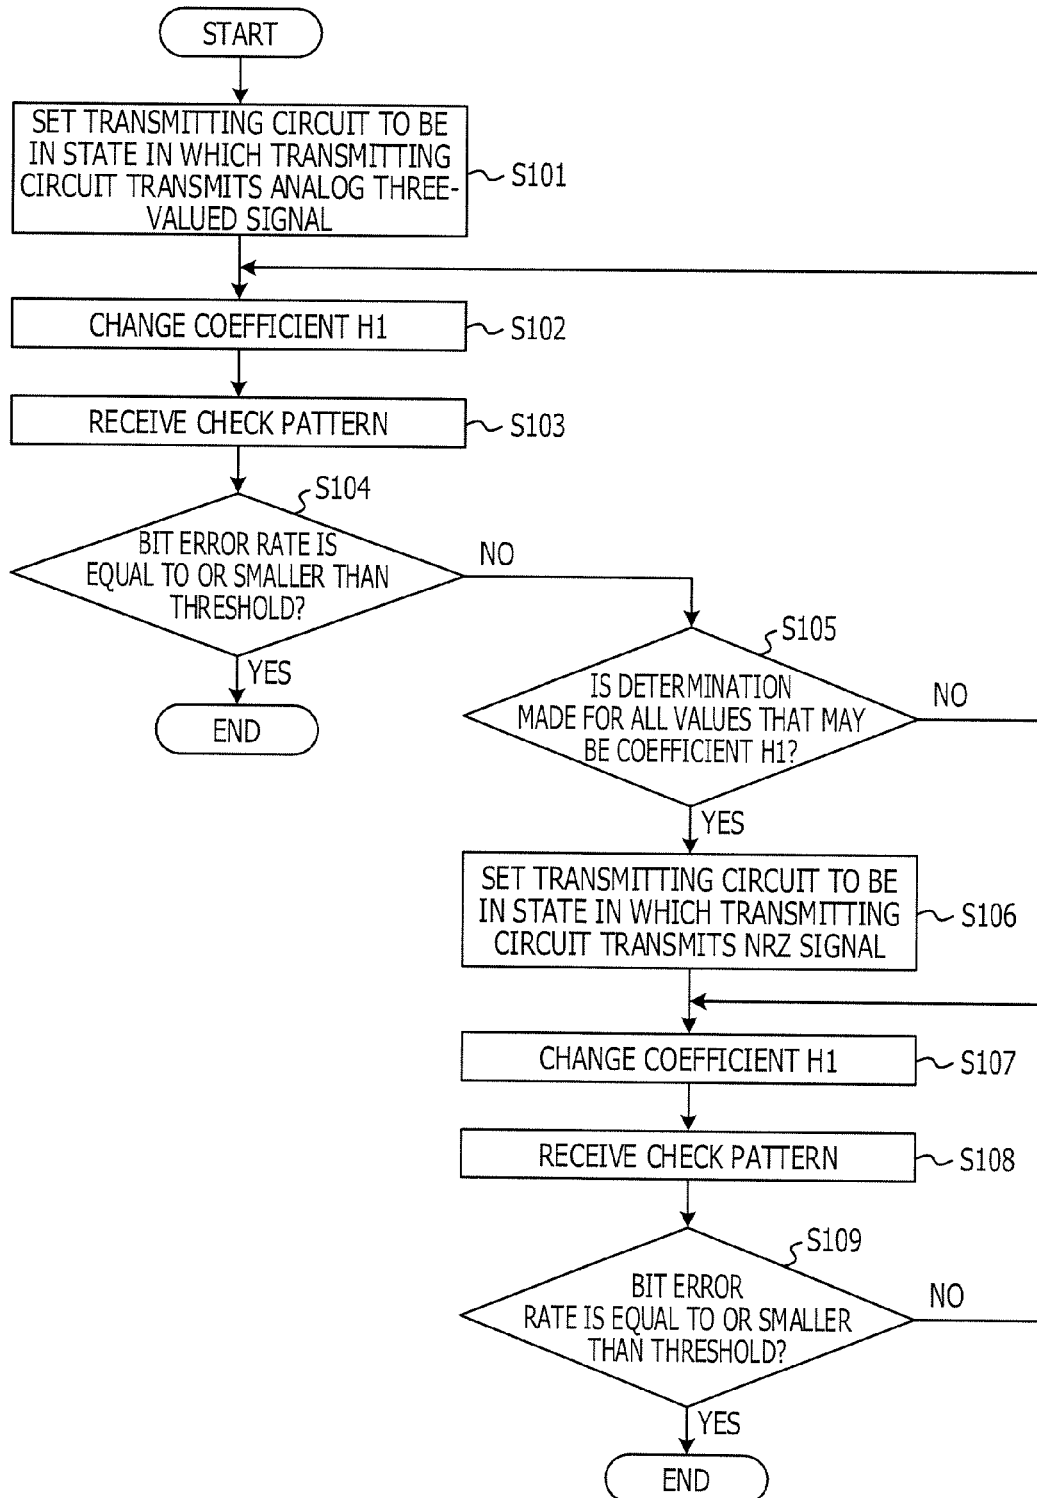 START
SET TRANSMITTING CIRCUIT TO BE
IN STATE IN WHICH TRANSMITTING
CIRCUIT TRANSMITS ANALOG THREE-
VALUED SIGNAL
S101
CHANGE COEFFICIENT H1
S102
RECEIVE CHECK PATTERN
S103
S104
BIT ERROR RATE IS
EQUAL TO OR SMALLER THAN
THRESHOLD?
NO
YES
END
S105
IS DETERMINATION
MADE FOR ALL VALUES THAT MAY
BE COEFFICIENT H1?
NO
YES
SET TRANSMITTING CIRCUIT TO BE
IN STATE IN WHICH TRANSMITTING
CIRCUIT TRANSMITS NRZ SIGNAL
S106
CHANGE COEFFICIENT H1
S107
RECEIVE CHECK PATTERN
S108
S109
BIT ERROR
RATE IS EQUAL TO OR SMALLER
THAN THRESHOLD?
NO
YES
END